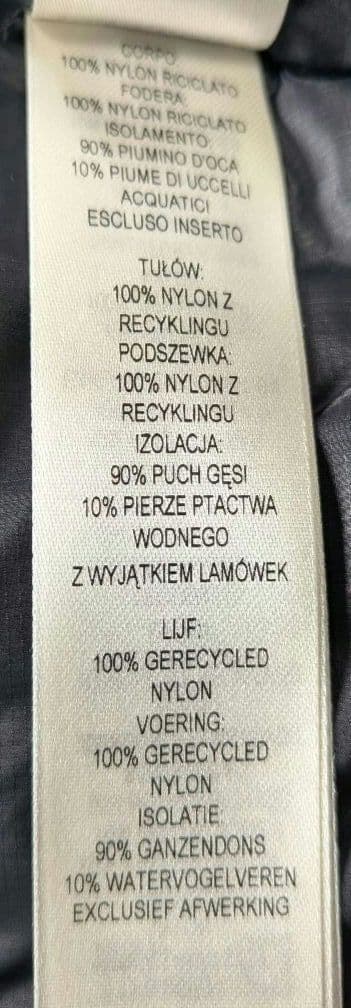 CORPO:
100% NYLON RICICLATO
FODERA:
100% NYLON RICICLATO
ISOLAMENTO:
90% PIUMINO D'OCA
10% PIUME DI UCCELLI
ACQUATICI
ESCLUSO INSERTO
TUŁÓW:
100% NYLON Z
RECYKLINGU
PODSZEWKA:
100% NYLON Z
RECYKLINGU
IZOLACJA:
90% PUCH GĘSI
10% PIERZE PTACTWA
WODNEGO
Z WYJĄTKIEM LAMÓWEK
LIJF:
100% GERECYCLED
NYLON
VOERING:
100% GERECYCLED
NYLON
ISOLATIE:
90% GANZENDONS
10% WATERVOGELVEREN
EXCLUSIEF AFWERKING